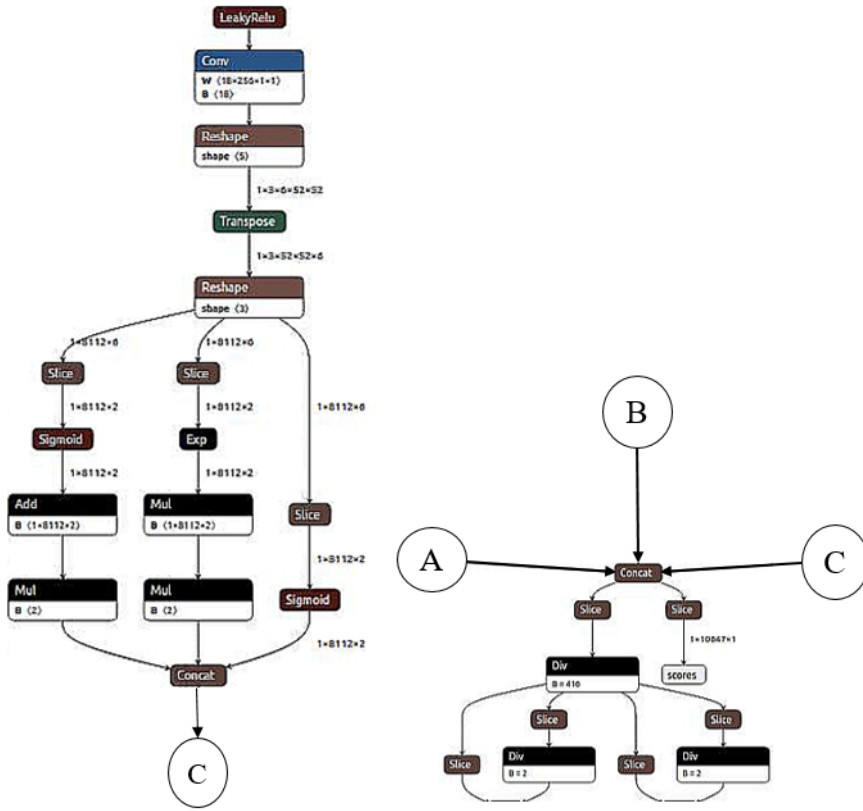 LeakyRelu
Conv
W ⟨18×256×1×1⟩
B ⟨18⟩
Reshape
shape ⟨5⟩
1×3×6×52×52
Transpose
1×3×52×52×6
Reshape
shape ⟨3⟩
1×8112×6
1×8112×6
1×8112×6
Slice
Slice
1×8112×2
1×8112×2
Sigmoid
Exp
1×8112×2
1×8112×2
Add
B ⟨1×8112×2⟩
Mul
B ⟨1×8112×2⟩
Slice
1×8112×2
Mul
B ⟨2⟩
Mul
B ⟨2⟩
Sigmoid
1×8112×2
Concat
C
B
A
C
Concat
Slice
Slice
1×10647×1
Div
B = 416
scores
Slice
Slice
Slice
Div
B = 2
Slice
Div
B = 2